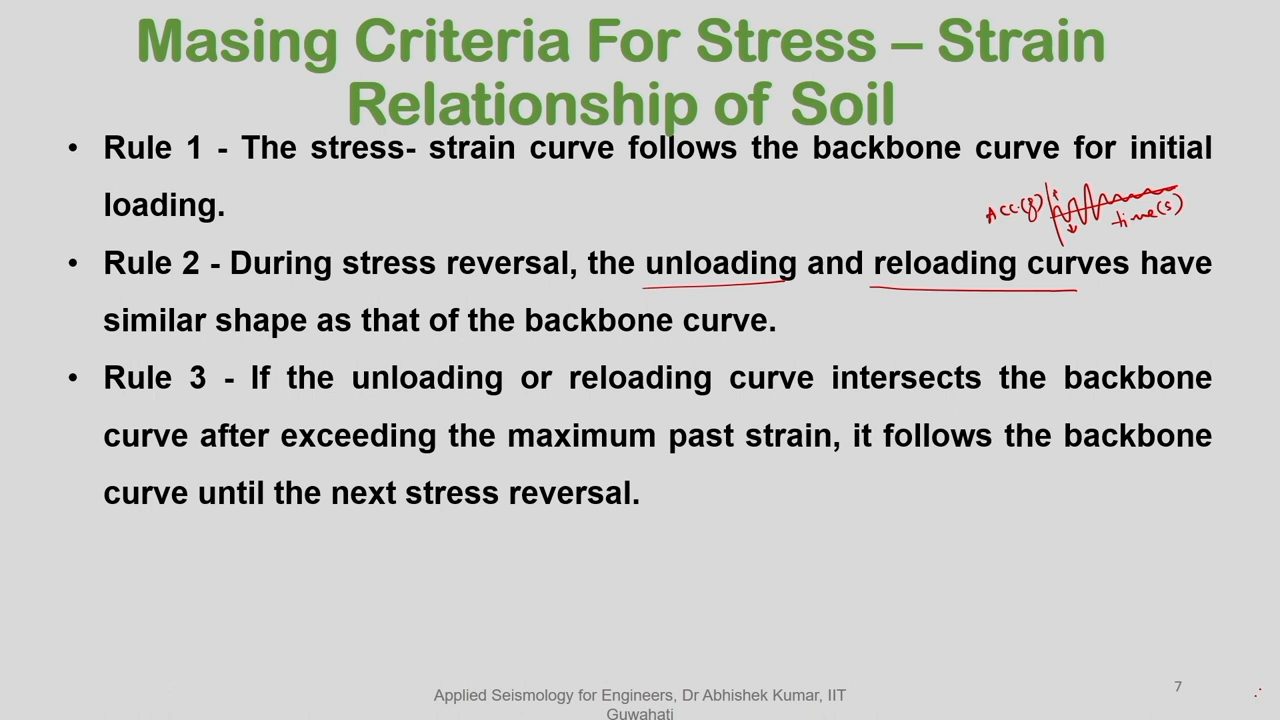 Masing Criteria For Stress – Strain
Relationship of Soil
• Rule 1 - The stress- strain curve follows the backbone curve for initial
loading.
Acc.(g)
time(s)
• Rule 2 - During stress reversal, the unloading and reloading curves have
similar shape as that of the backbone curve.
• Rule 3 - If the unloading or reloading curve intersects the backbone
curve after exceeding the maximum past strain, it follows the backbone
curve until the next stress reversal.
Applied Seismology for Engineers, Dr Abhishek Kumar, IIT
Guwahati
7